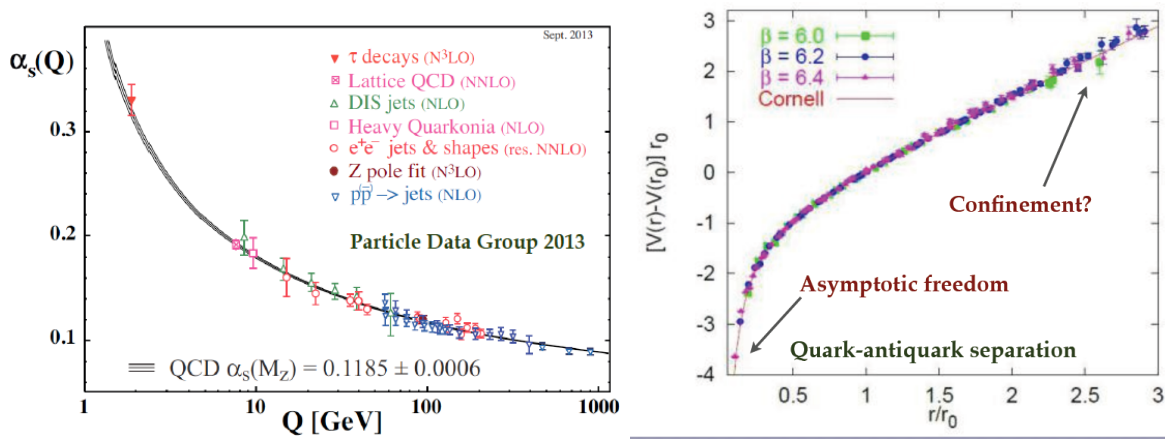 Sept. 2013
αs(Q)
τ decays (N³LO)
Lattice QCD (NNLO)
DIS jets (NLO)
Heavy Quarkonia (NLO)
e⁺e⁻ jets & shapes (res. NNLO)
Z pole fit (N³LO)
pp(–) –> jets (NLO)
0.3
0.2
0.1
Particle Data Group 2013
QCD αs(MZ) = 0.1185 ± 0.0006
1
10
100
1000
Q [GeV]
[V(r)-V(r0)] r0
3
2
1
0
-1
-2
-3
-4
β = 6.0
β = 6.2
β = 6.4
Cornell
Confinement?
Asymptotic freedom
Quark-antiquark separation
0.5
1
1.5
2
2.5
3
r/r0